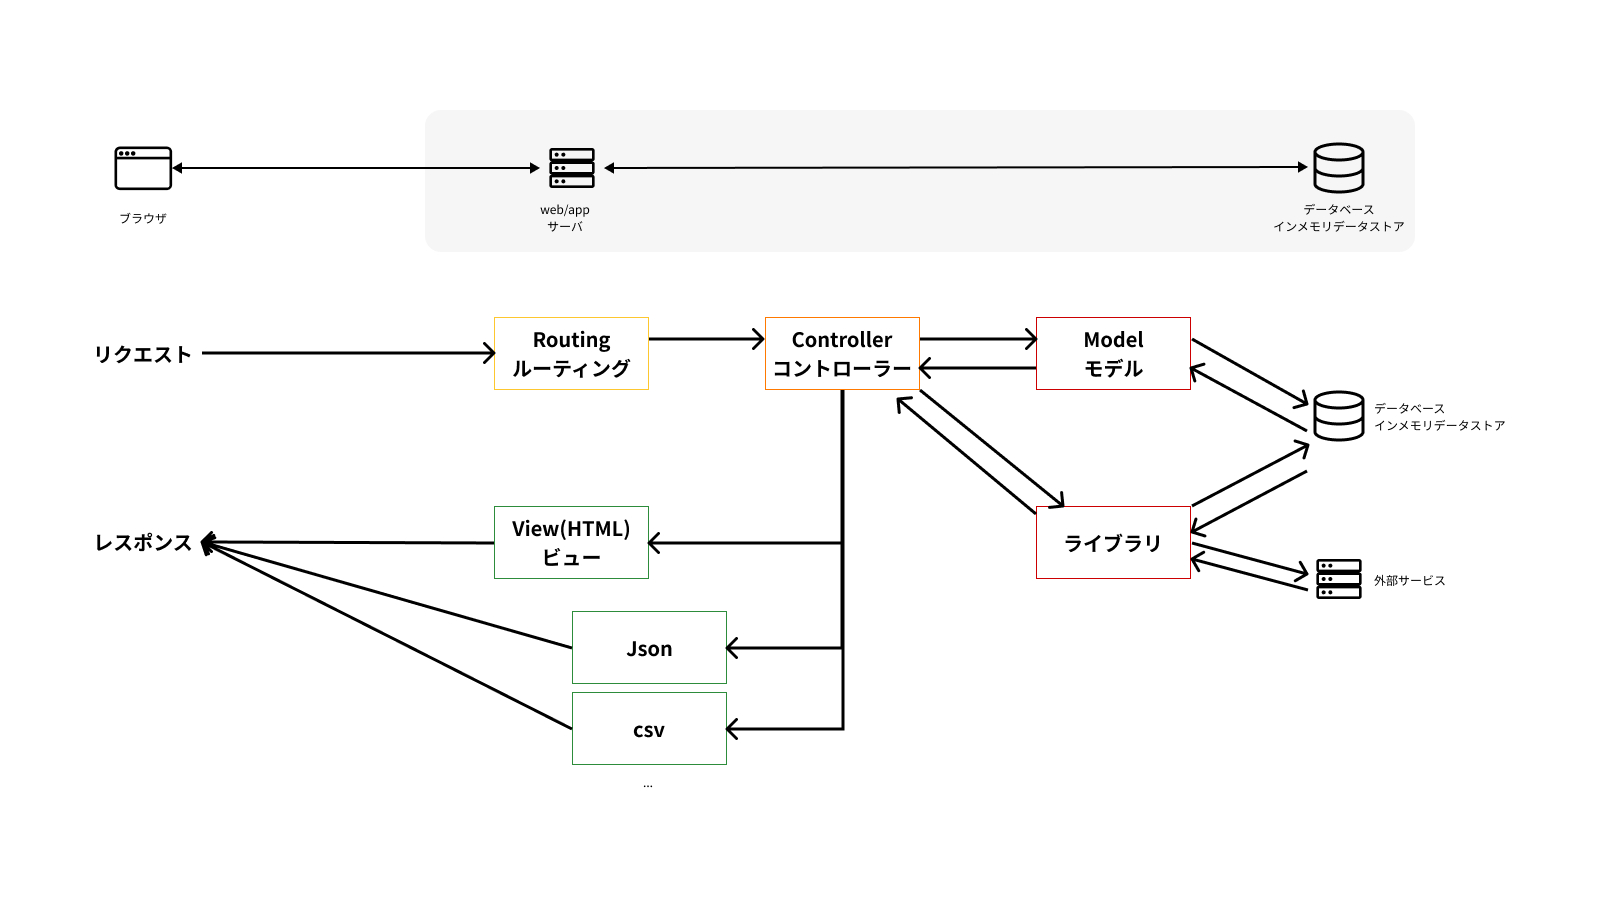 ブラウザ
web/app
サーバ
データベース
インメモリデータストア
リクエスト
Routing
ルーティング
Controller
コントローラー
Model
モデル
データベース
インメモリデータストア
レスポンス
View(HTML)
ビュー
ライブラリ
外部サービス
Json
csv
...